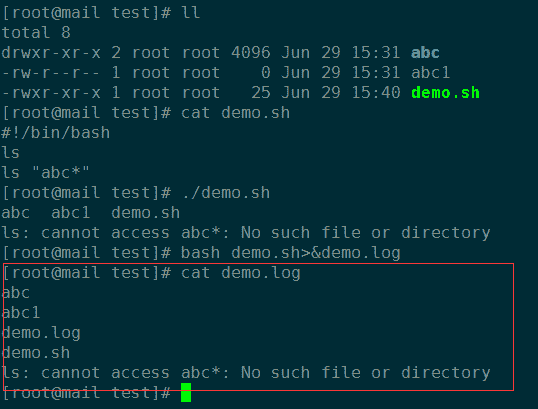 [root@mail test]# ll
total 8
drwxr-xr-x 2 root root 4096 Jun 29 15:31 abc
-rw-r--r-- 1 root root    0 Jun 29 15:31 abc1
-rwxr-xr-x 1 root root   25 Jun 29 15:40 demo.sh
[root@mail test]# cat demo.sh
#!/bin/bash
ls
ls "abc*"
[root@mail test]# ./demo.sh
abc  abc1  demo.sh
ls: cannot access abc*: No such file or directory
[root@mail test]# bash demo.sh>&demo.log
[root@mail test]# cat demo.log
abc
abc1
demo.log
demo.sh
ls: cannot access abc*: No such file or directory
[root@mail test]#